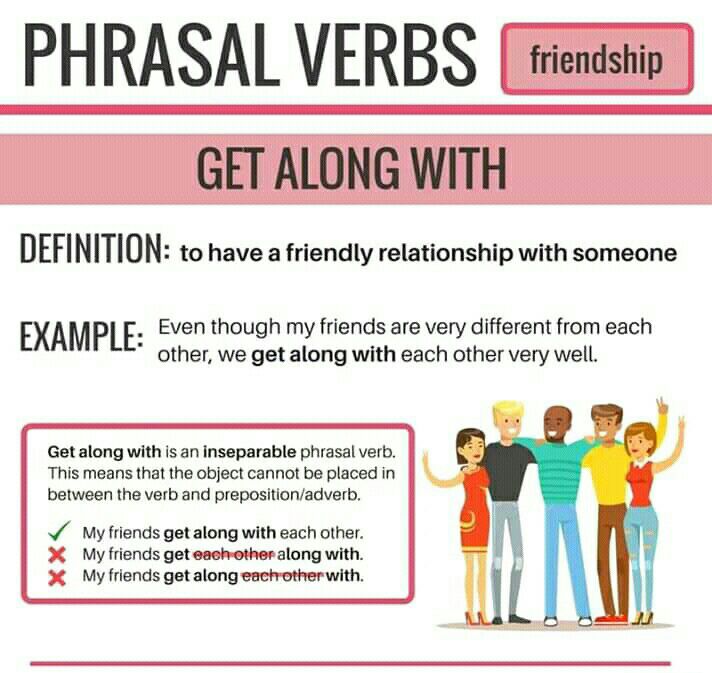 PHRASAL VERBS friendship
GET ALONG WITH
DEFINITION: to have a friendly relationship with someone
EXAMPLE: Even though my friends are very different from each
other, we get along with each other very well.
Get along with is an inseparable phrasal verb.
This means that the object cannot be placed in
between the verb and preposition/adverb.
My friends get along with each other.
My friends get each other along with.
My friends get along each other with.